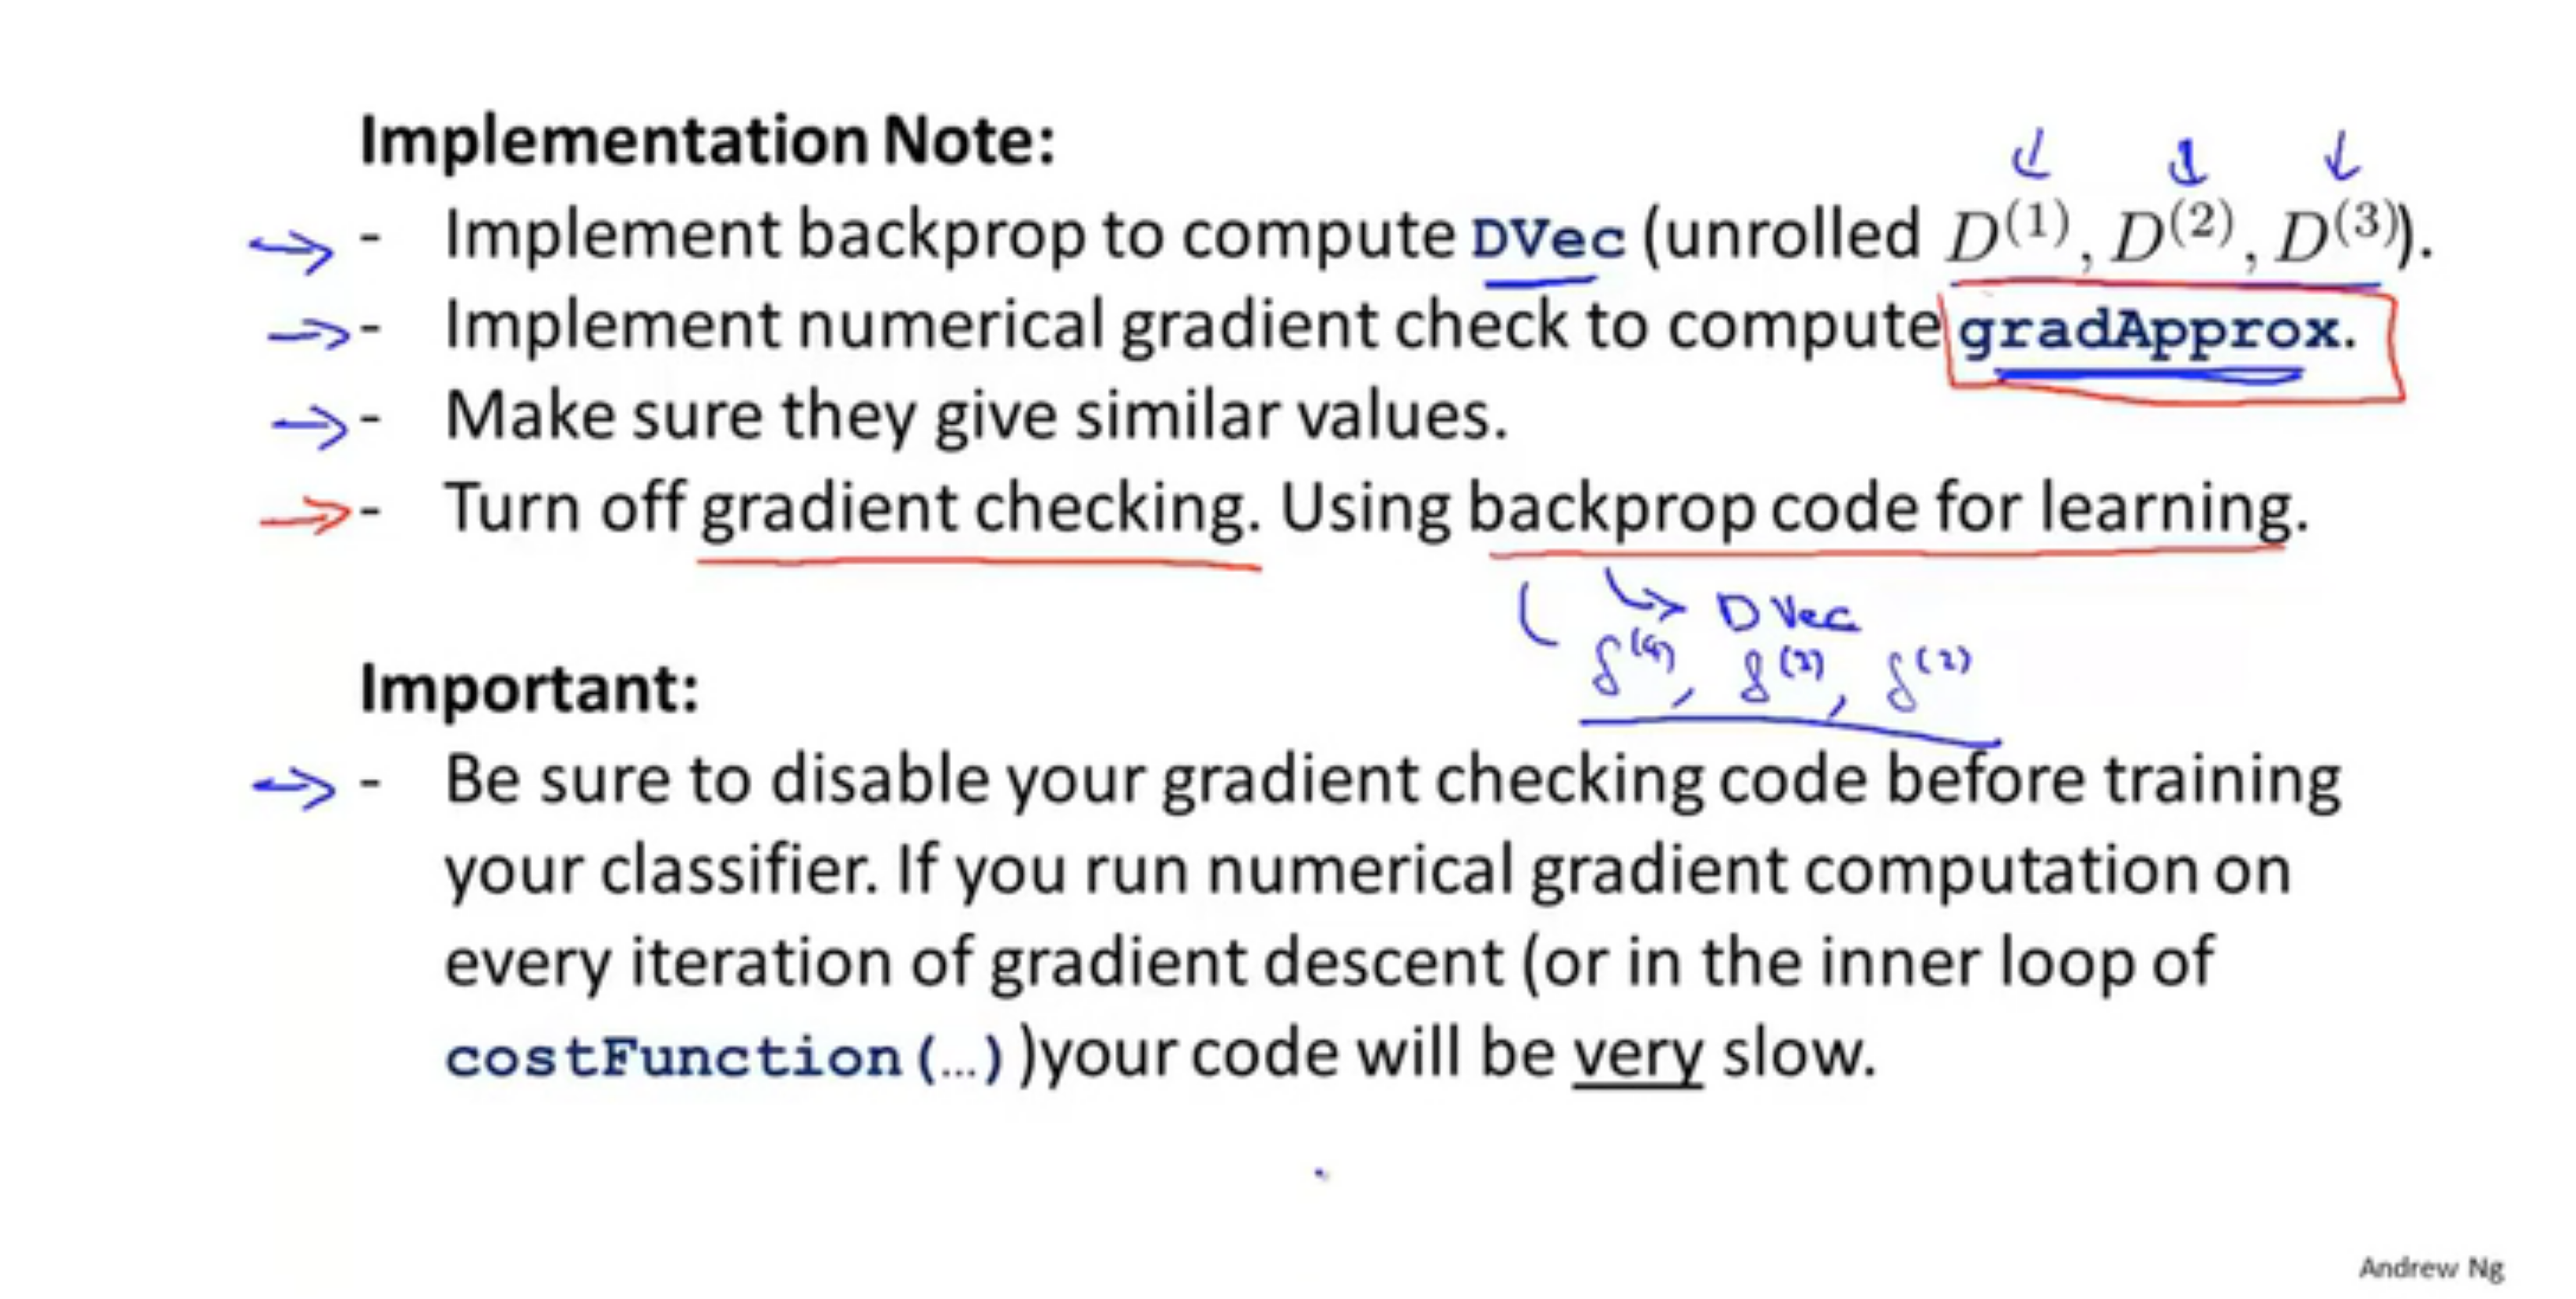 Implementation Note:
- Implement backprop to compute DVec (unrolled D^(1), D^(2), D^(3)).
- Implement numerical gradient check to compute gradApprox.
- Make sure they give similar values.
- Turn off gradient checking. Using backprop code for learning.
DVec
δ^(4), δ^(3), δ^(2)
Important:
- Be sure to disable your gradient checking code before training
your classifier. If you run numerical gradient computation on
every iteration of gradient descent (or in the inner loop of
costFunction(…))your code will be very slow.
Andrew Ng